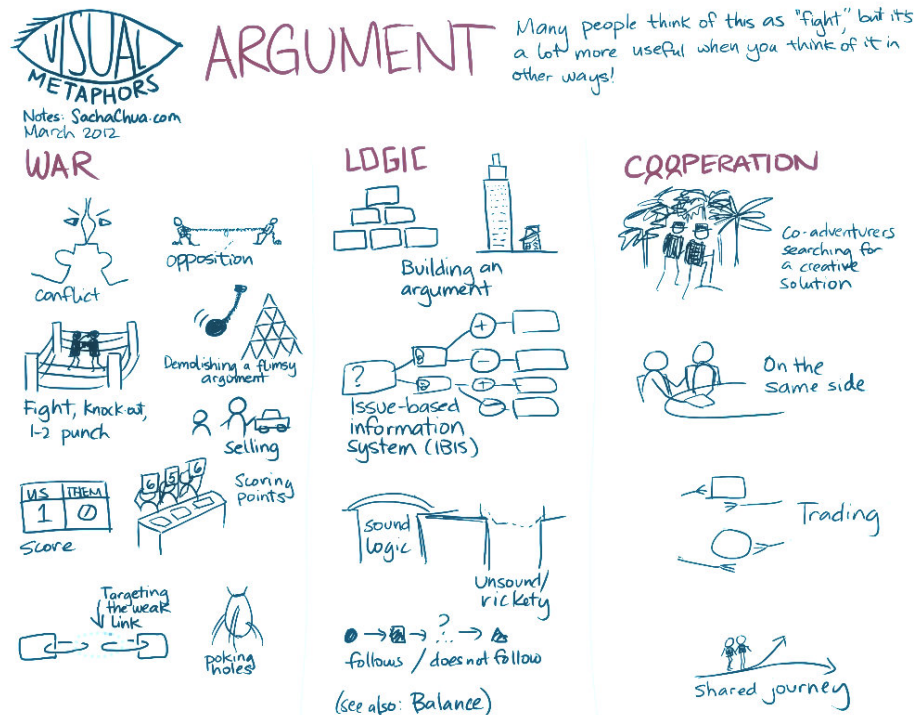 VISUAL
METAPHORS
Notes: SachaChua.com
March 2012
ARGUMENT
Many people think of this as "fight," but it's
a lot more useful when you think of it in
other ways!
WAR
conflict
opposition
Fight, knock-out,
1-2 punch
Demolishing a flimsy
argument
selling
US THEM
1 0
score
6 5 6
Scoring
points
Targeting
the weak
link
poking
holes
LOGIC
Building an
argument
?
+
-
+
-
Issue-based
information
system (IBIS)
sound
logic
Unsound/
rickety
?
follows / does not follow
(see also: Balance)
COOPERATION
Co-adventurers
searching for
a creative
solution
On the
same side
Trading
shared journey